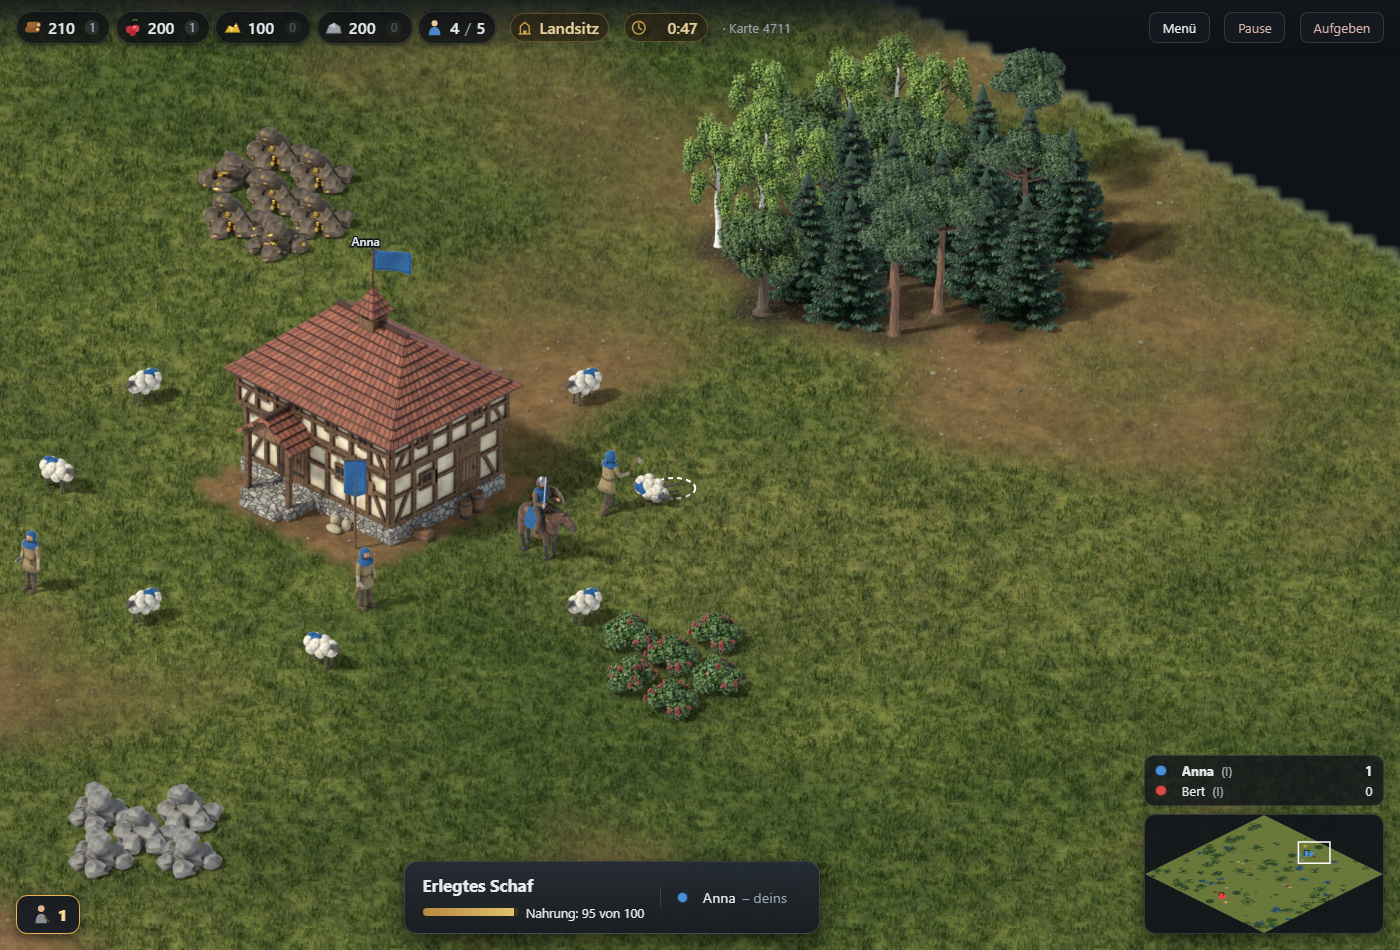 210 1 200 1 100 0 200 0 4 / 5 Landsitz 0:47 · Karte 4711 Menü Pause Aufgeben
Anna
Anna (I) 1
Bert (I) 0
Erlegtes Schaf
Nahrung: 95 von 100
Anna – deins
1